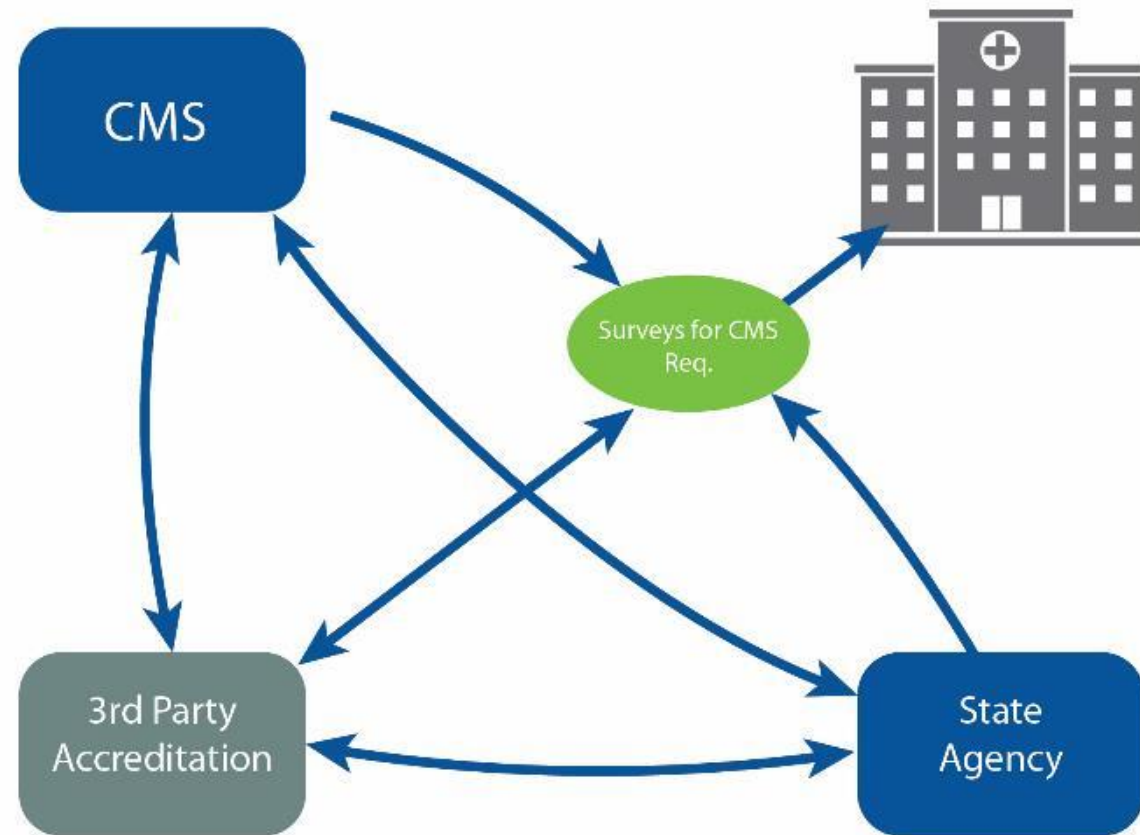 CMS
Surveys for CMS
Req.
3rd Party
Accreditation
State
Agency